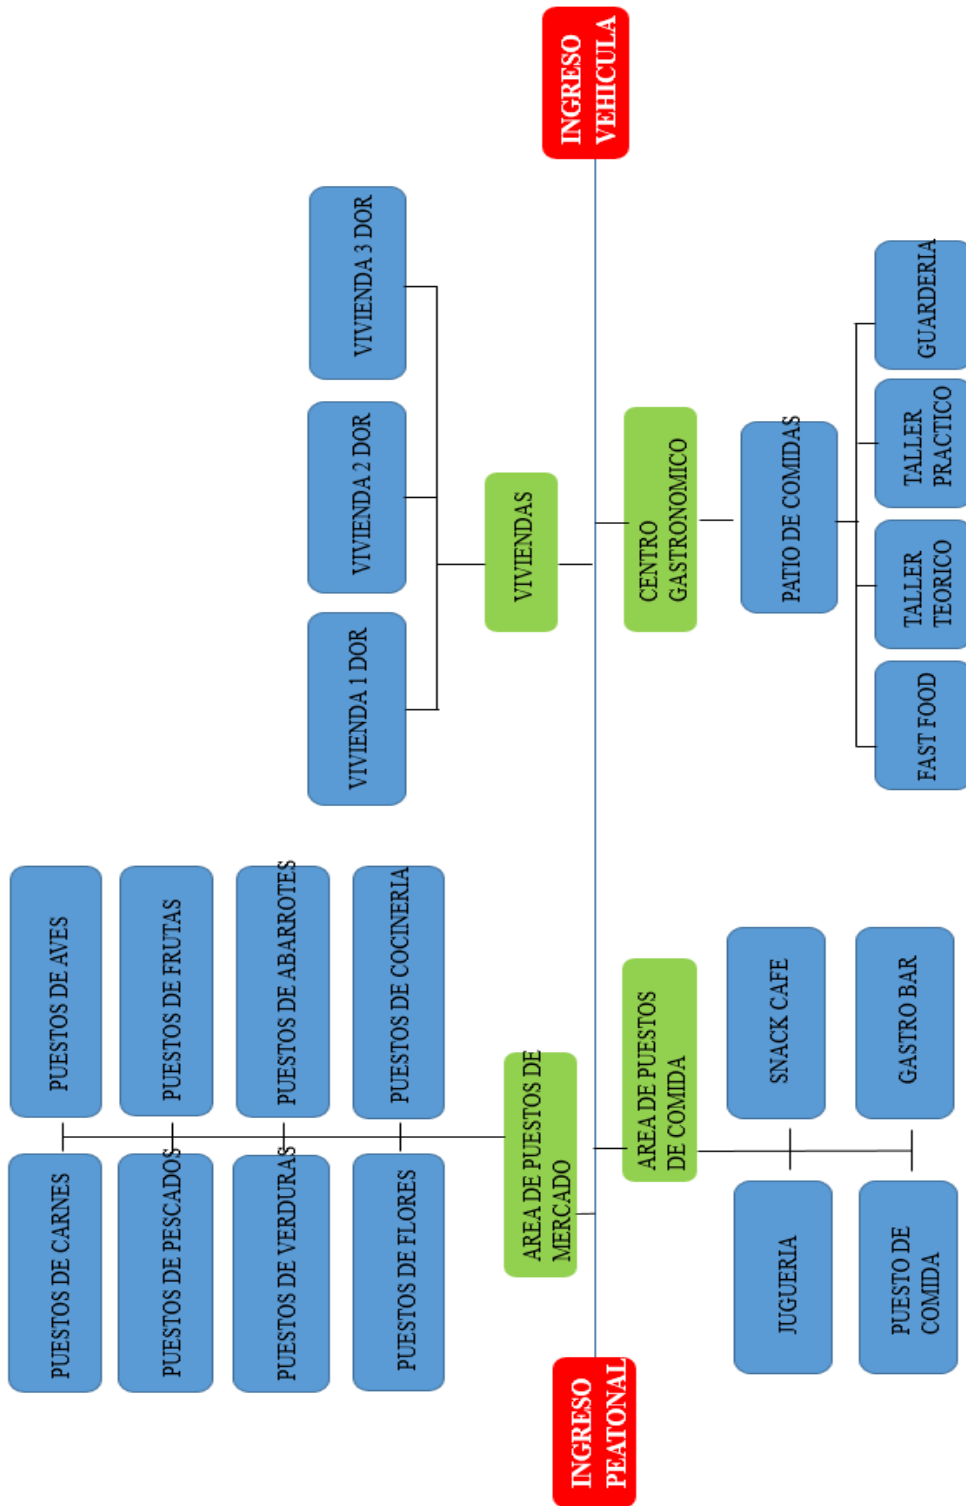 PUESTOS DE CARNES
PUESTOS DE AVES
PUESTOS DE PESCADOS
PUESTOS DE FRUTAS
PUESTOS DE VERDURAS
PUESTOS DE ABARROTES
PUESTOS DE FLORES
PUESTOS DE COCINERIA
VIVIENDA 1 DOR
VIVIENDA 2 DOR
VIVIENDA 3 DOR
AREA DE PUESTOS DE
MERCADO
VIVIENDAS
INGRESO
PEATONAL
INGRESO
VEHICULA
AREA DE PUESTOS
DE COMIDA
CENTRO
GASTRONOMICO
JUGUERIA
SNACK CAFE
PATIO DE COMIDAS
PUESTO DE
COMIDA
GASTRO BAR
FAST FOOD
TALLER
TEORICO
TALLER
PRACTICO
GUARDERIA